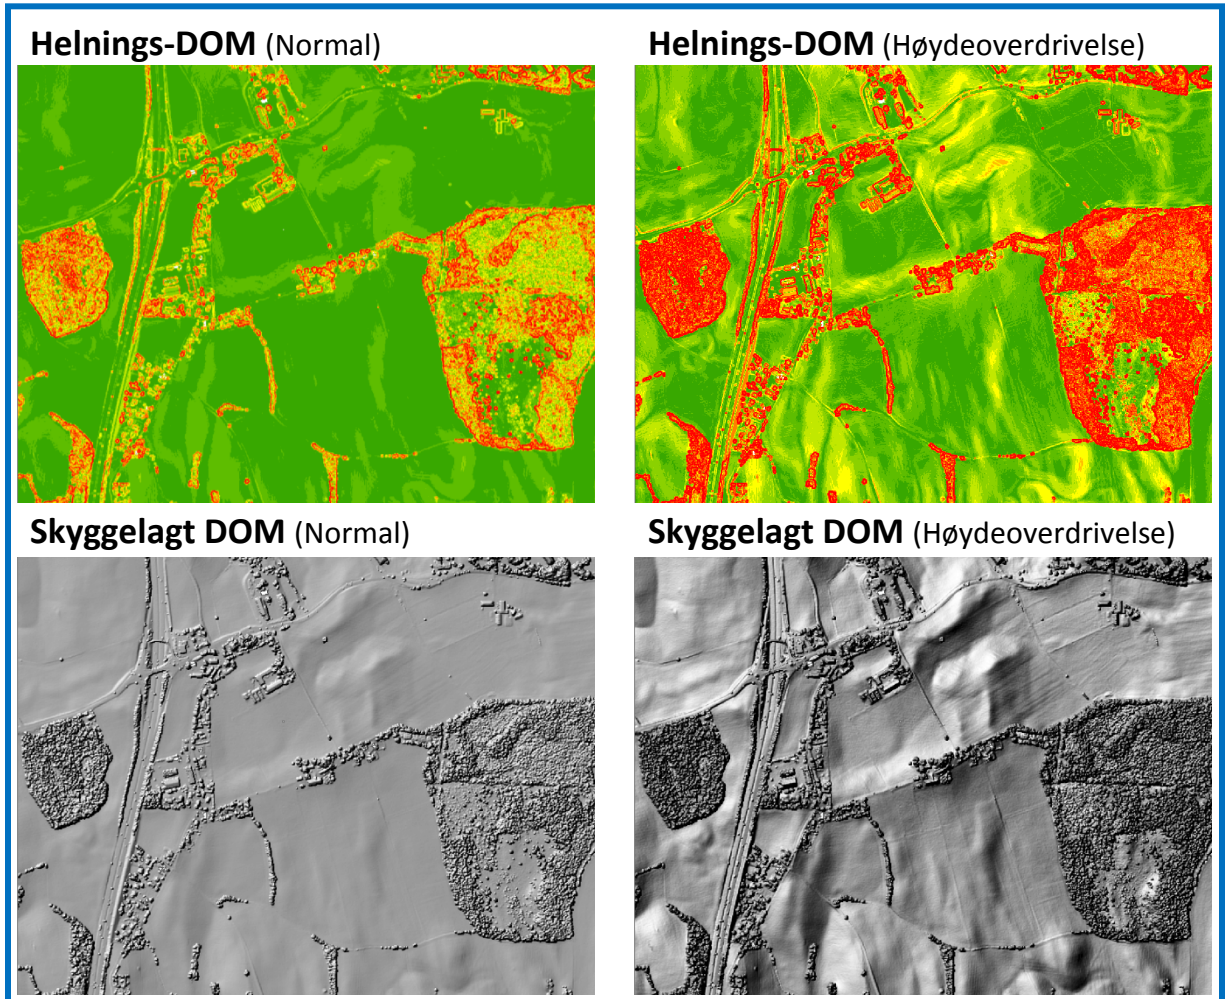 Helnings-DOM (Normal)
Helnings-DOM (Høydeoverdrivelse)
Skyggelagt DOM (Normal)
Skyggelagt DOM (Høydeoverdrivelse)